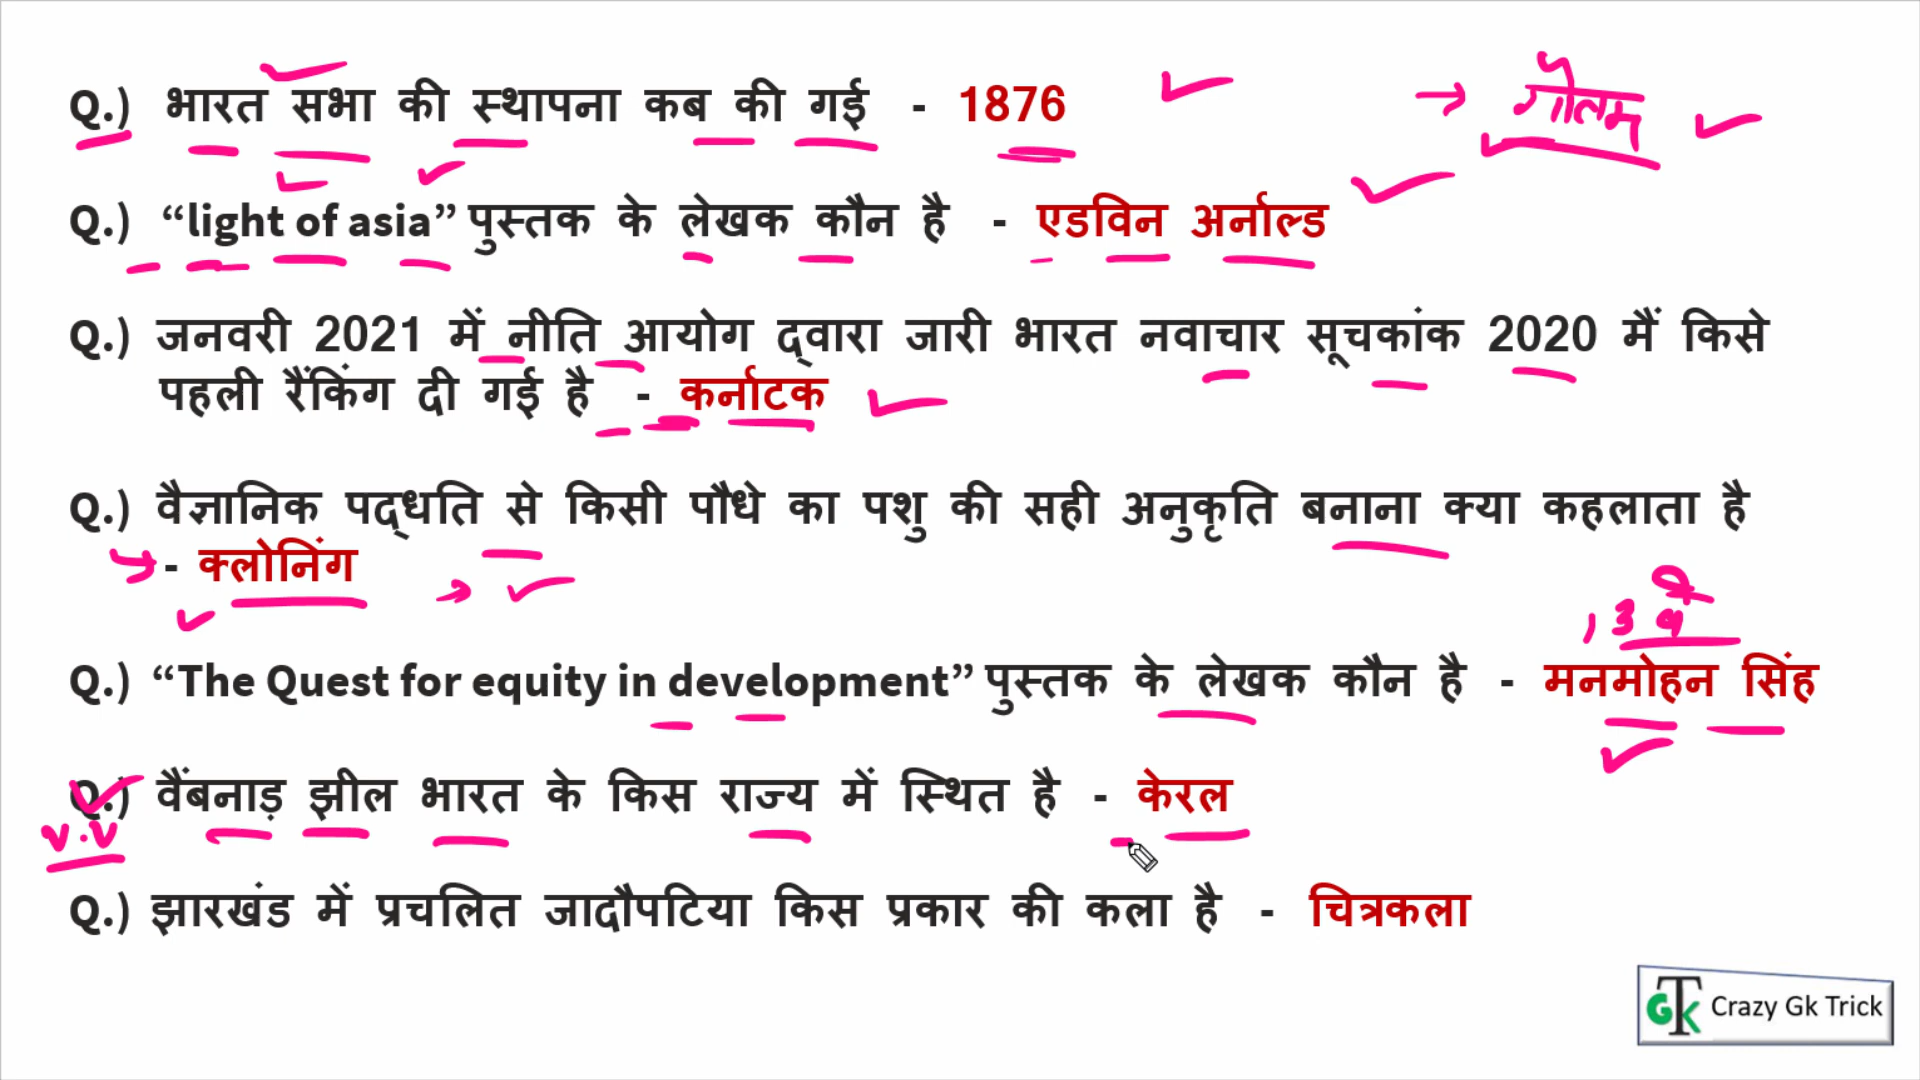 Q.) भारत सभा की स्थापना कब की गई - 1876
→ गौतम
Q.) “light of asia” पुस्तक के लेखक कौन है - एडविन अर्नाल्ड
Q.) जनवरी 2021 में नीति आयोग द्वारा जारी भारत नवाचार सूचकांक 2020 मैं किसे
पहली रैंकिंग दी गई है - कर्नाटक
Q.) वैज्ञानिक पद्धति से किसी पौधे का पशु की सही अनुकृति बनाना क्या कहलाता है
- क्लोनिंग
Q.) “The Quest for equity in development” पुस्तक के लेखक कौन है - मनमोहन सिंह
Q.) वैंबनाड़ झील भारत के किस राज्य में स्थित है - केरल
v.v
Q.) झारखंड में प्रचलित जादौपटिया किस प्रकार की कला है - चित्रकला
GTK Crazy Gk Trick